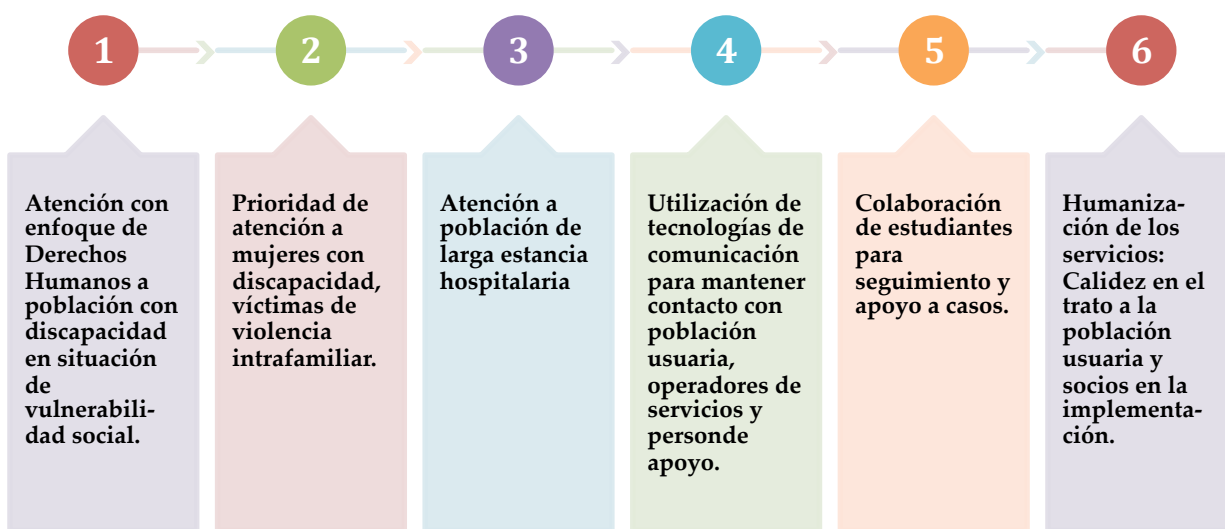 1
2
3
4
5
6
Atención con
enfoque de
Derechos
Humanos a
población con
discapacidad
en situación
de
vulnerabili-
dad social.
Prioridad de
atención a
mujeres con
discapacidad,
víctimas de
violencia
intrafamiliar.
Atención a
población de
larga estancia
hospitalaria
Utilización de
tecnologías de
comunicación
para mantener
contacto con
población
usuaria,
operadores de
servicios y
personde
apoyo.
Colaboración
de estudiantes
para
seguimiento y
apoyo a casos.
Humaniza-
ción de los
servicios:
Calidez en el
trato a la
población
usuaria y
socios en la
implementa-
ción.